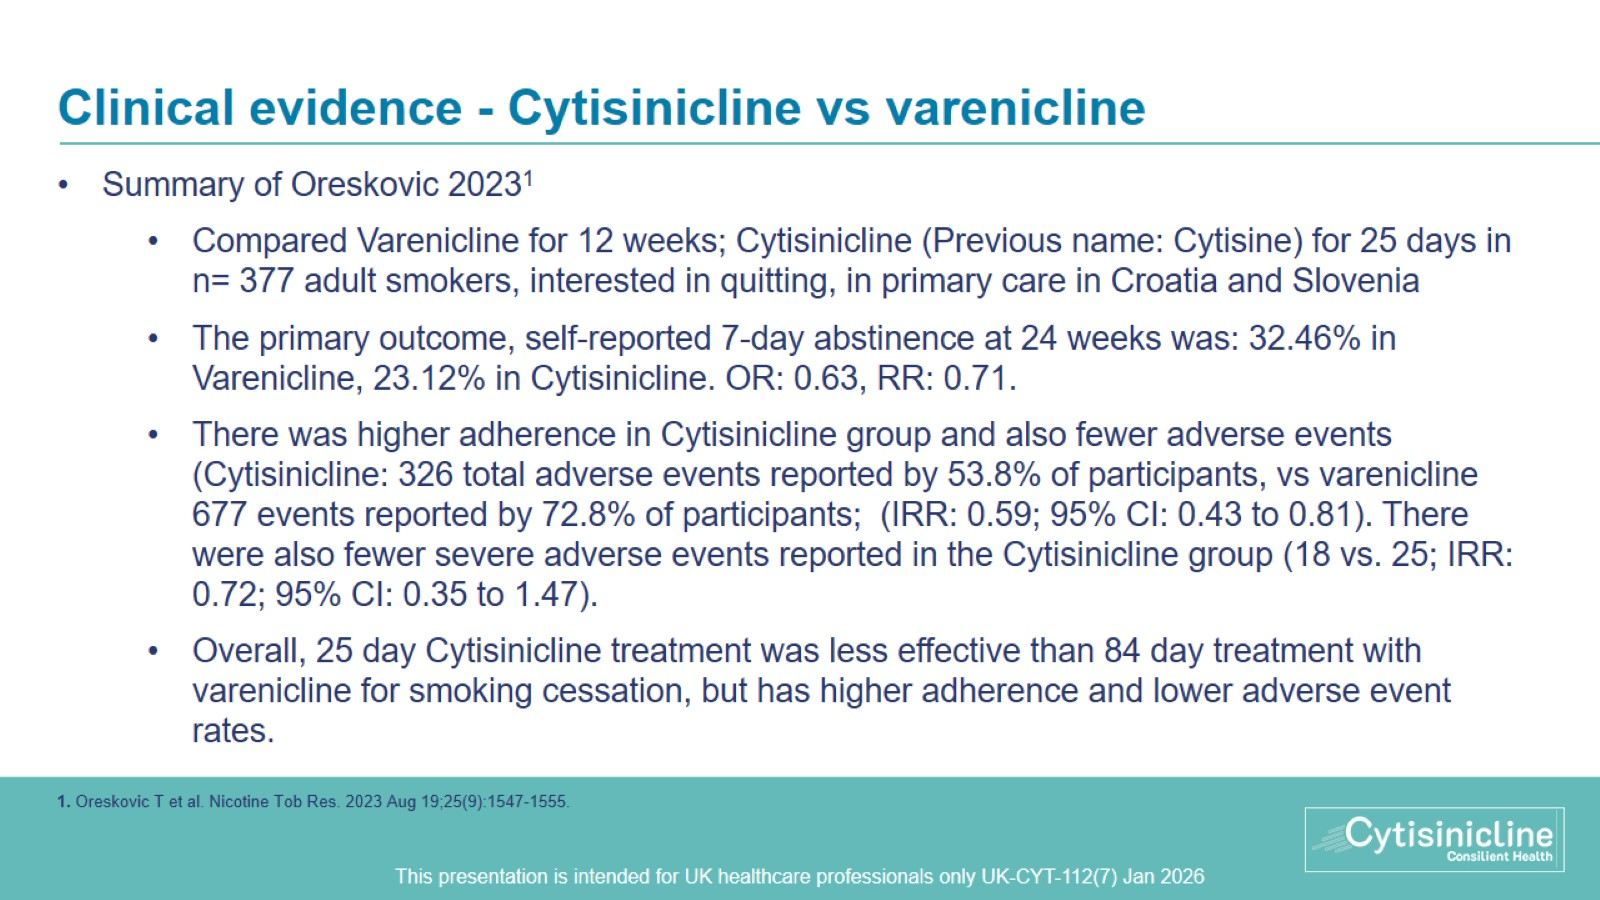 Clinical evidence - Cytisinicline vs varenicline
• Summary of Oreskovic 2023¹
• Compared Varenicline for 12 weeks; Cytisinicline (Previous name: Cytisine) for 25 days in
n= 377 adult smokers, interested in quitting, in primary care in Croatia and Slovenia
• The primary outcome, self-reported 7-day abstinence at 24 weeks was: 32.46% in
Varenicline, 23.12% in Cytisinicline. OR: 0.63, RR: 0.71.
• There was higher adherence in Cytisinicline group and also fewer adverse events
(Cytisinicline: 326 total adverse events reported by 53.8% of participants, vs varenicline
677 events reported by 72.8% of participants;  (IRR: 0.59; 95% CI: 0.43 to 0.81). There
were also fewer severe adverse events reported in the Cytisinicline group (18 vs. 25; IRR:
0.72; 95% CI: 0.35 to 1.47).
• Overall, 25 day Cytisinicline treatment was less effective than 84 day treatment with
varenicline for smoking cessation, but has higher adherence and lower adverse event
rates.
1. Oreskovic T et al. Nicotine Tob Res. 2023 Aug 19;25(9):1547-1555.
Cytisinicline
Consilient Health
This presentation is intended for UK healthcare professionals only UK-CYT-112(7) Jan 2026